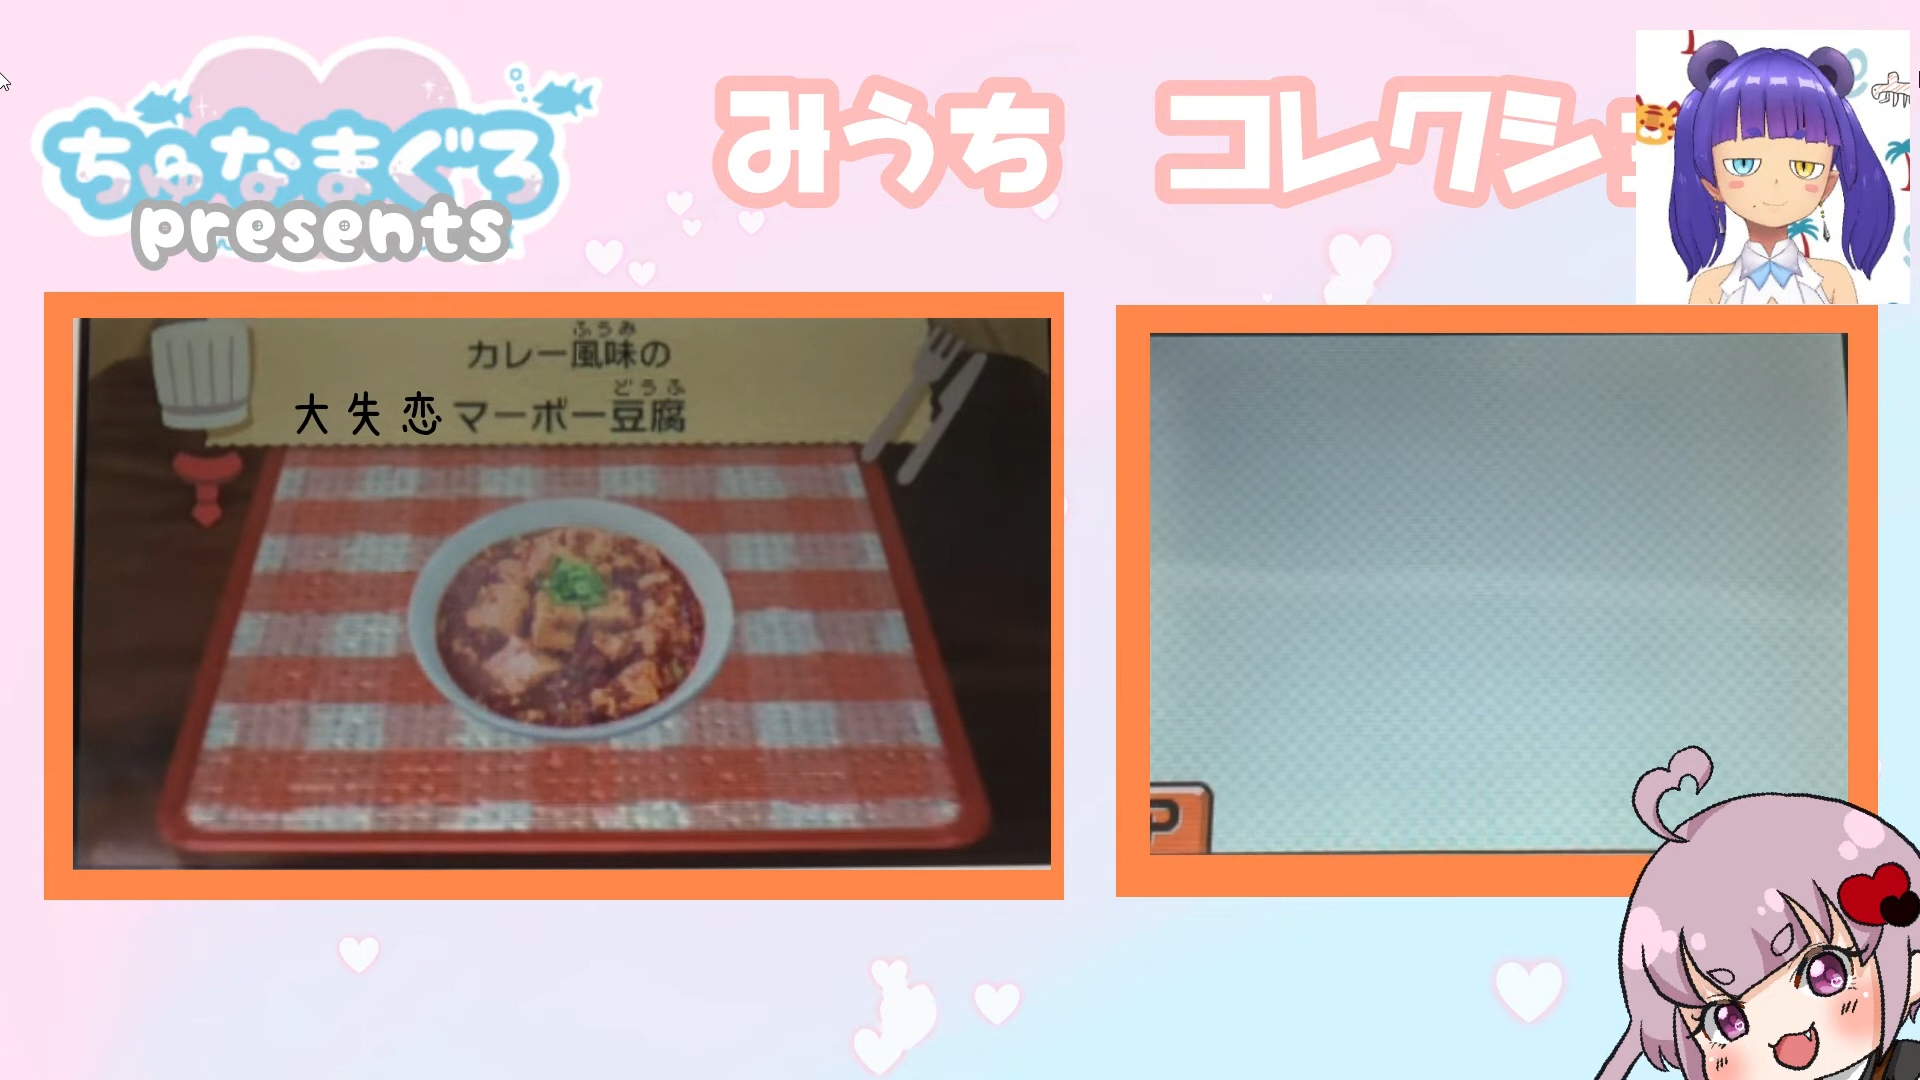 ちゅなまぐろ
presents
みうち コレクショ
ふうみ
カレー風味の
どうふ
大失恋マーボー豆腐
P